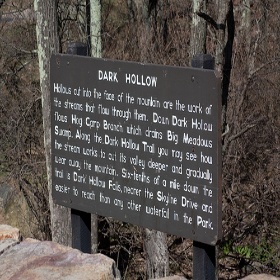 DARK HOLLOW
Hollows cut into the face of the mountain are the work of
the streams that flow through them. Down Dark Hollow
flows Hog Camp Branch which drains Big Meadows
Swamp. Along the Dark Hollow Trail you may see how
the stream works to cut its valley deeper and gradually
wear away the mountain. Six-tenths of a mile down the
trail is Dark Hollow Falls, nearer the Skyline Drive and
easier to reach than any other waterfall in the Park.